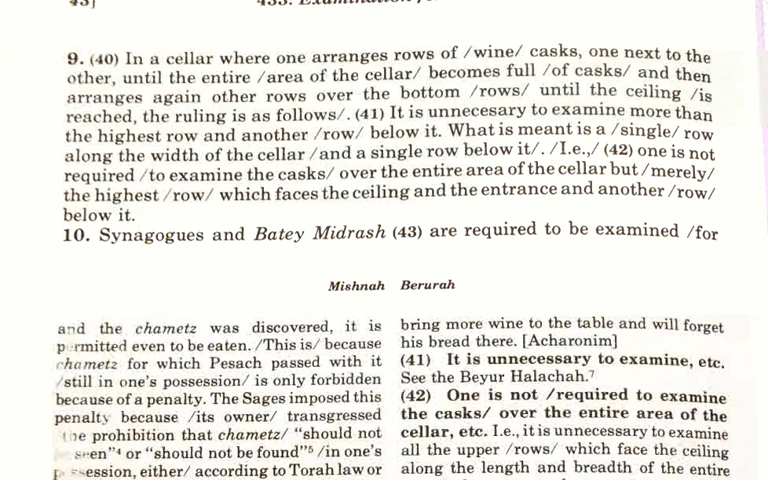 9. (40) In a cellar where one arranges rows of /wine/ casks, one next to the
other, until the entire /area of the cellar/ becomes full /of casks/ and then
arranges again other rows over the bottom /rows/ until the ceiling /is
reached, the ruling is as follows/. (41) It is unnecesary to examine more than
the highest row and another /row/ below it. What is meant is a /single/ row
along the width of the cellar /and a single row below it/. /I.e.,/ (42) one is not
required /to examine the casks/ over the entire area of the cellar but /merely/
the highest /row/ which faces the ceiling and the entrance and another /row/
below it.
10. Synagogues and Batey Midrash (43) are required to be examined /for
Mishnah Berurah
and the chametz was discovered, it is
permitted even to be eaten. /This is/ because
chametz for which Pesach passed with it
/still in one's possession/ is only forbidden
because of a penalty. The Sages imposed this
penalty because /its owner/ transgressed
the prohibition that chametz/ "should not
seen"⁴ or "should not be found"⁵ /in one's
possession, either/ according to Torah law or
bring more wine to the table and will forget
his bread there. [Acharonim]
(41) It is unnecessary to examine, etc.
See the Beyur Halachah.⁷
(42) One is not /required to examine
the casks/ over the entire area of the
cellar, etc. I.e., it is unnecessary to examine
all the upper /rows/ which face the ceiling
along the length and breadth of the entire